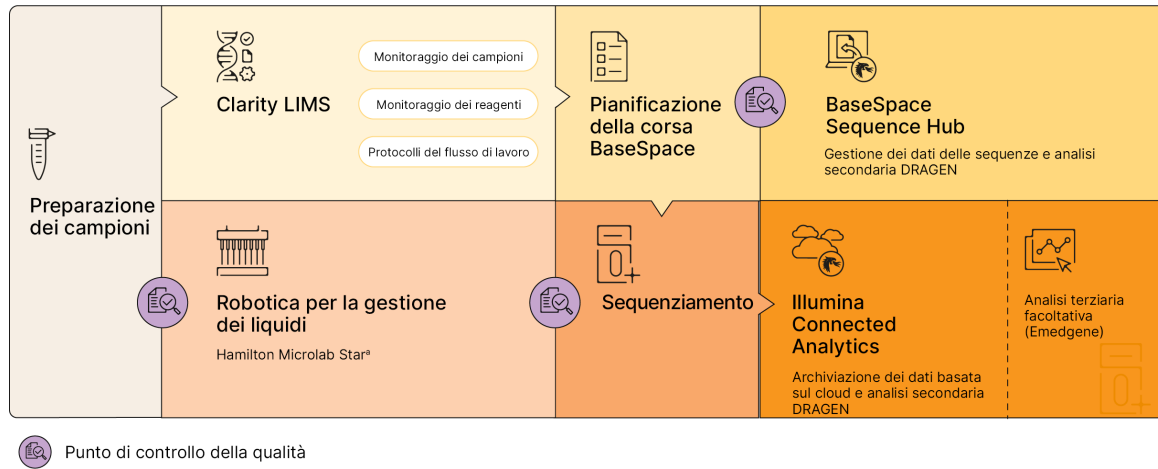 Preparazione
dei campioni
Clarity LIMS
Monitoraggio dei campioni
Monitoraggio dei reagenti
Protocolli del flusso di lavoro
Pianificazione
della corsa
BaseSpace
BaseSpace
Sequence Hub
Gestione dei dati delle sequenze e analisi
secondaria DRAGEN
Robotica per la gestione
dei liquidi
Hamilton Microlab Starᵃ
Sequenziamento
Illumina
Connected
Analytics
Archiviazione dei dati basata
sul cloud e analisi secondaria
DRAGEN
Analisi terziaria
facoltativa
(Emedgene)
Punto di controllo della qualità